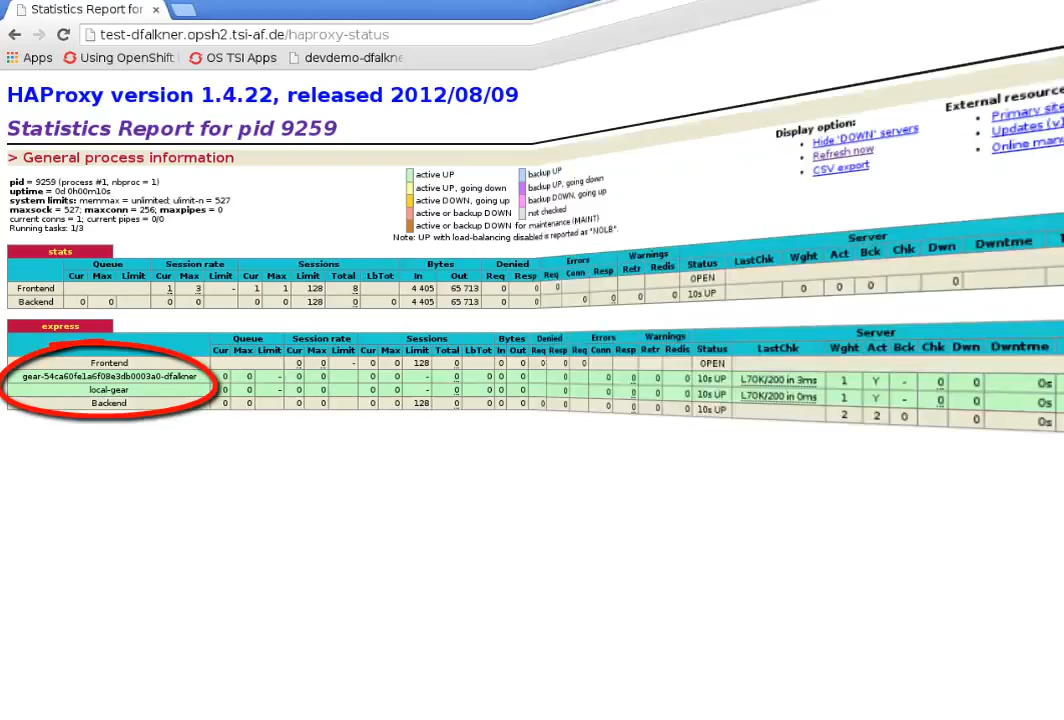 Statistics Report for
test-dfalkner.opsh2.tsi-af.de/haproxy-status
Apps Using OpenShift OS TSI Apps devdemo-dfalkne
HAProxy version 1.4.22, released 2012/08/09
Statistics Report for pid 9259
> General process information
pid = 9259 (process #1, nbproc = 1)
uptime = 0d 0h00m10s
system limits: memmax = unlimited; ulimit-n = 527
maxsock = 527; maxconn = 256; maxpipes = 0
current conns = 1; current pipes = 0/0
Running tasks: 1/3
active UP backup UP
active UP, going down backup UP, going down
active DOWN, going up backup DOWN, going up
active or backup DOWN not checked
active or backup DOWN for maintenance (MAINT)
Note: UP with load-balancing disabled is reported as "NOLB".
Display option:
Hide 'DOWN' servers
Refresh now
CSV export
External resource
Primary site
Updates (v1
Online manu
stats
Queue Session rate Sessions Bytes Denied Errors Warnings Server
Cur Max Limit Cur Max Limit Cur Max Limit Total LbTot In Out Req Resp Req Conn Resp Retr Redis Status LastChk Wght Act Bck Chk Dwn Dwntme T
Frontend 1 3 - 1 1 128 8 4 405 65 713 0 0 0 OPEN
Backend 0 0 0 0 0 0 128 0 0 4 405 65 713 0 0 0 0 0 0 10s UP 0 0 0 0
express
Queue Session rate Sessions Bytes Denied Errors Warnings Server
Cur Max Limit Cur Max Limit Cur Max Limit Total LbTot In Out Req Resp Req Conn Resp Retr Redis Status LastChk Wght Act Bck Chk Dwn Dwntme T
Frontend 0 0 - 0 0 128 0 0 0 0 0 0 OPEN
gear-54ca60fe1a6f08e3db0003a0-dfalkner 0 0 - 0 0 0 0 - 0 0 0 0 0 0 0 0 0 10s UP L7OK/200 in 3ms 1 Y - 0 0 0s
local-gear 0 0 - 0 0 0 0 - 0 0 0 0 0 0 0 0 0 10s UP L7OK/200 in 0ms 1 Y - 0 0 0s
Backend 0 0 0 0 0 0 128 0 0 0 0 0 0 0 0 0 0 10s UP 2 2 0 0 0s